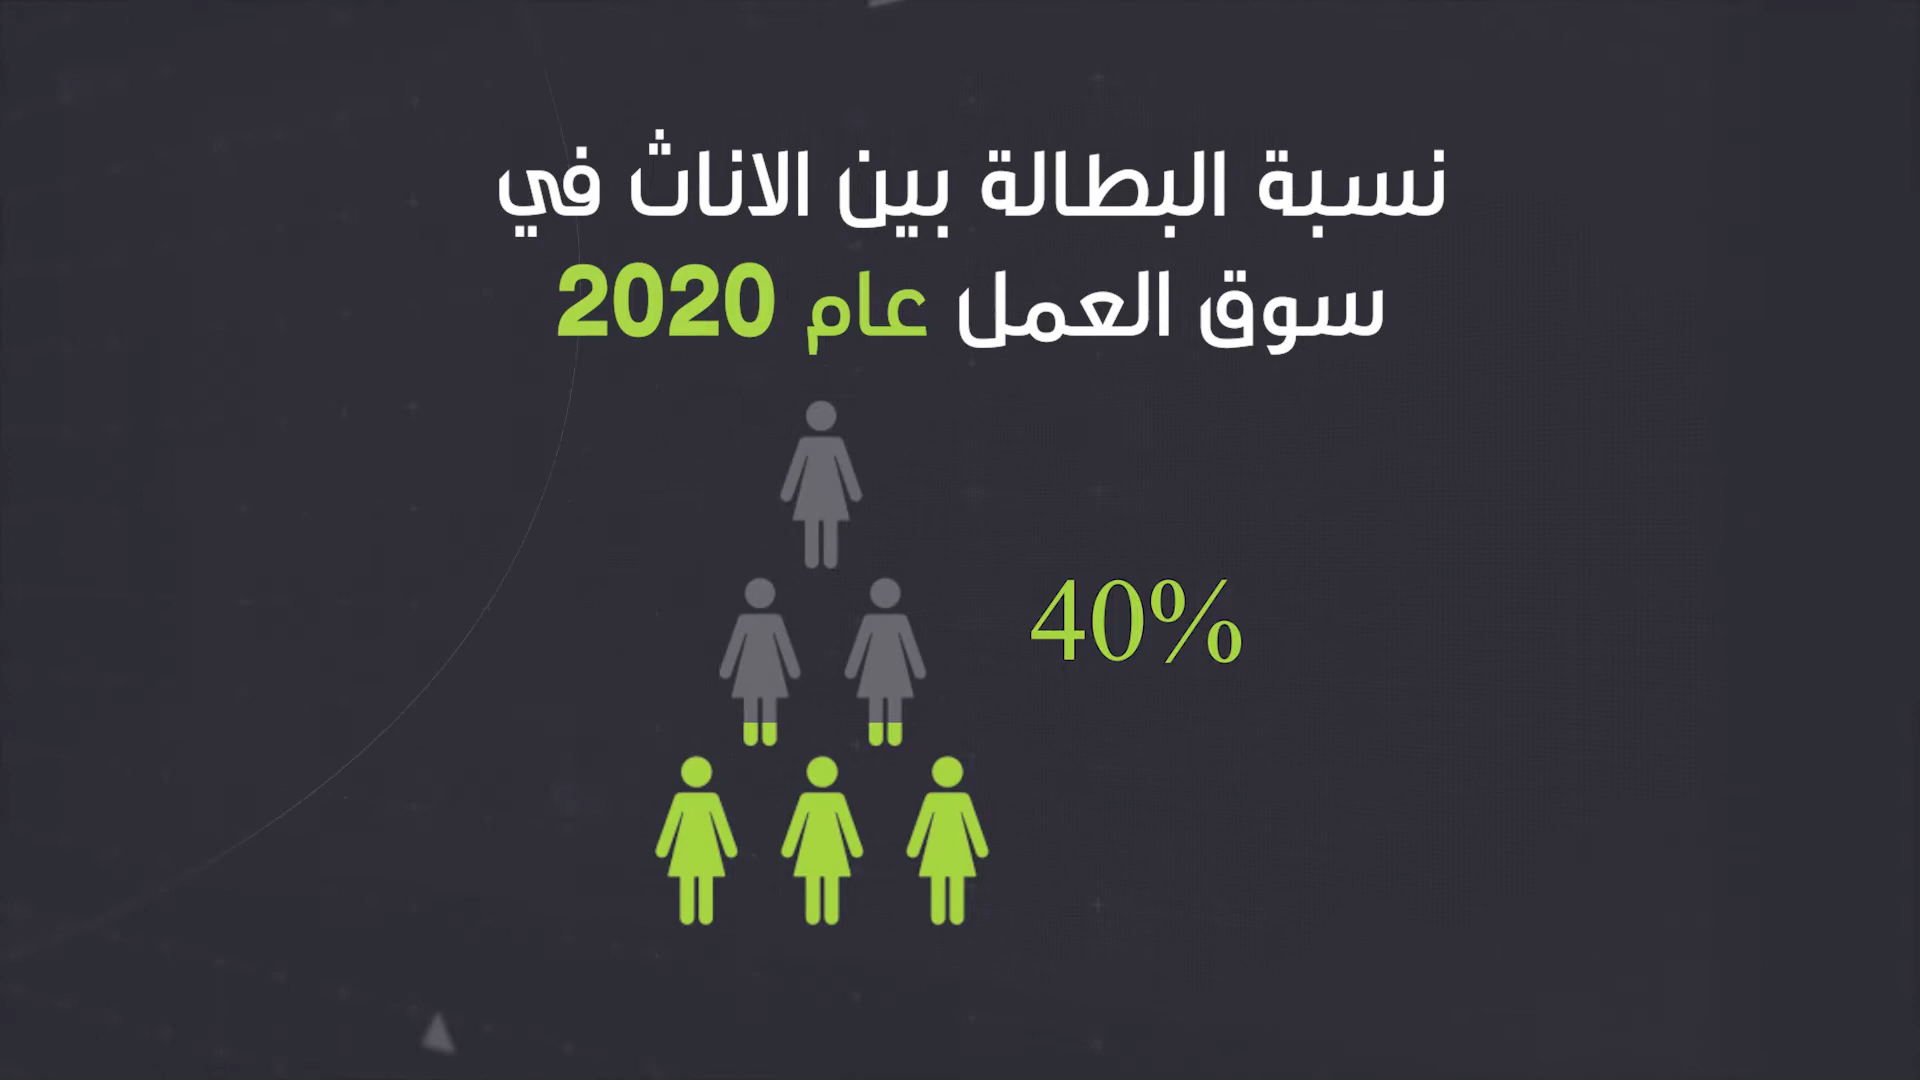 نسبة البطالة بين الاناث في
سوق العمل عام 2020
40%